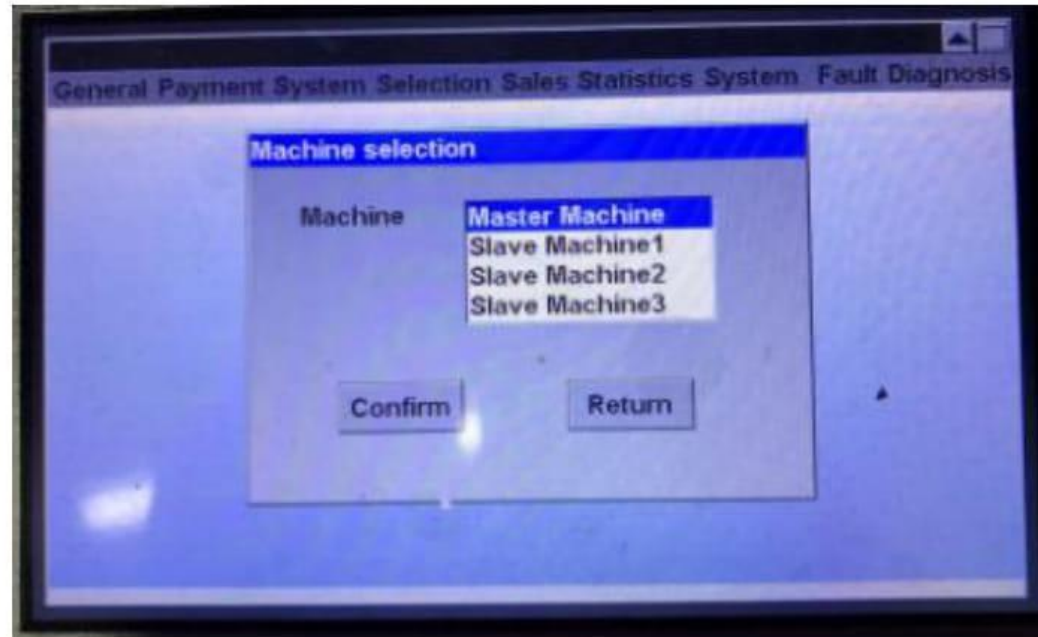 General Payment System Selection Sales Statistics System Fault Diagnosis
Machine selection
Machine
Master Machine
Slave Machine1
Slave Machine2
Slave Machine3
Confirm
Return